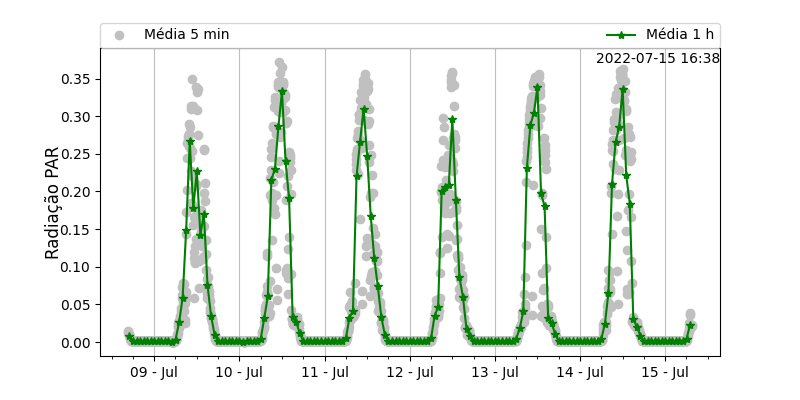 Média 5 min
Média 1 h
2022-07-15 16:38
Radiação PAR
0.35
0.30
0.25
0.20
0.15
0.10
0.05
0.00
09 - Jul
10 - Jul
11 - Jul
12 - Jul
13 - Jul
14 - Jul
15 - Jul